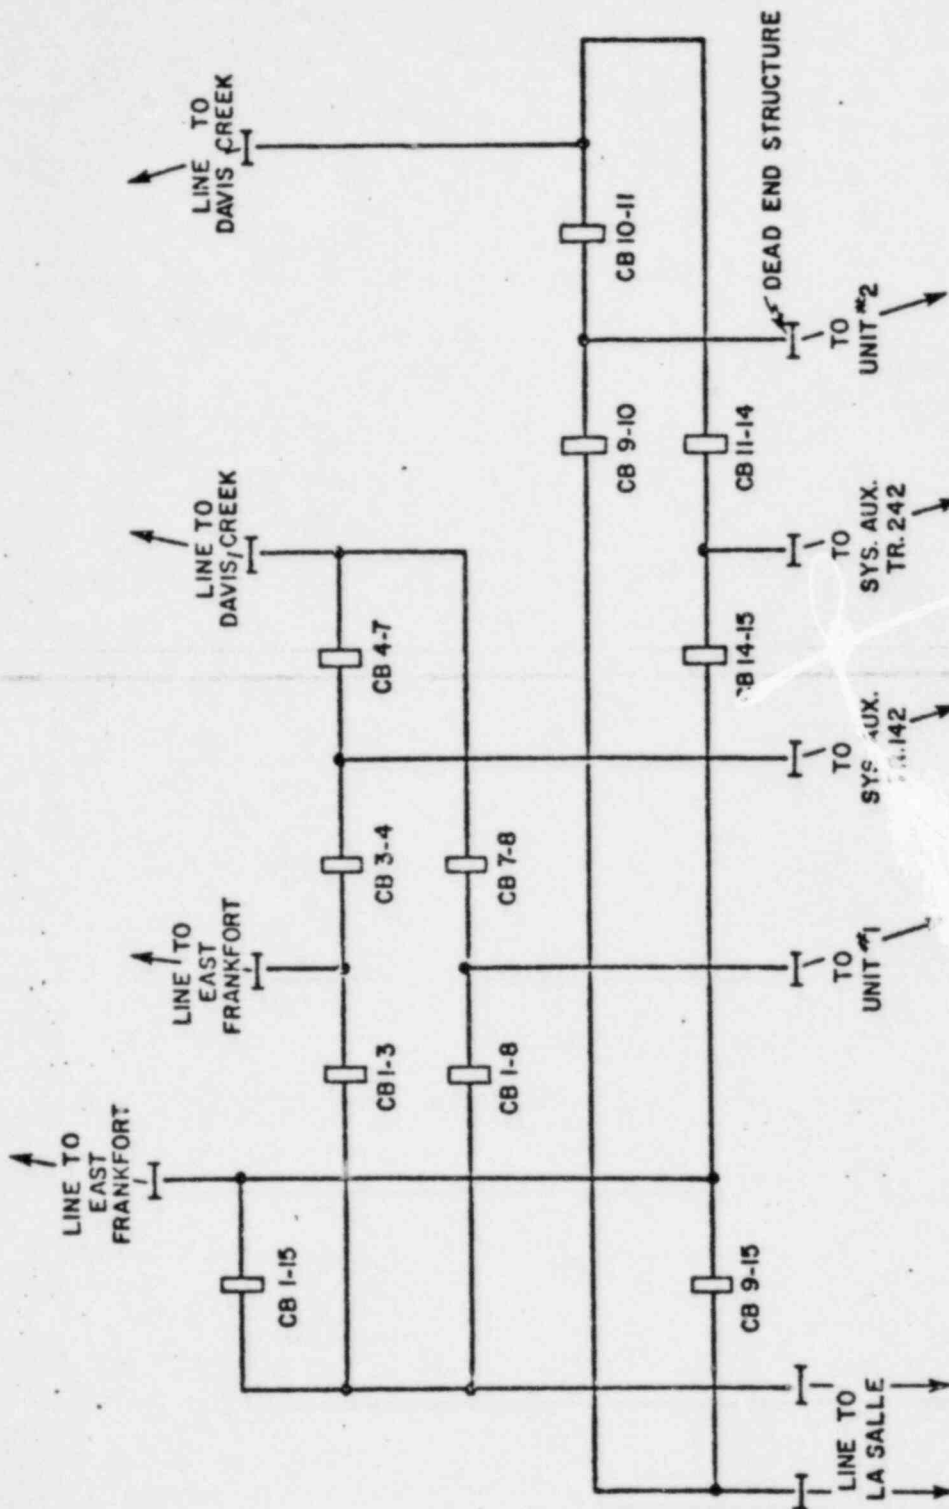 LINE TO
DAVIS CREEK
DEAD END STRUCTURE
CB 10-11
TO
UNIT #2
CB 9-10
CB 11-14
LINE TO
DAVIS CREEK
TO
SYS. AUX.
TR. 242
CB 4-7
CB 14-15
TO
SYS. AUX.
TR. 142
CB 3-4
CB 7-8
LINE TO
EAST
FRANKFORT
TO
UNIT #1
CB 1-3
CB 1-8
LINE TO
EAST
FRANKFORT
CB 1-15
CB 9-15
LINE TO
LA SALLE